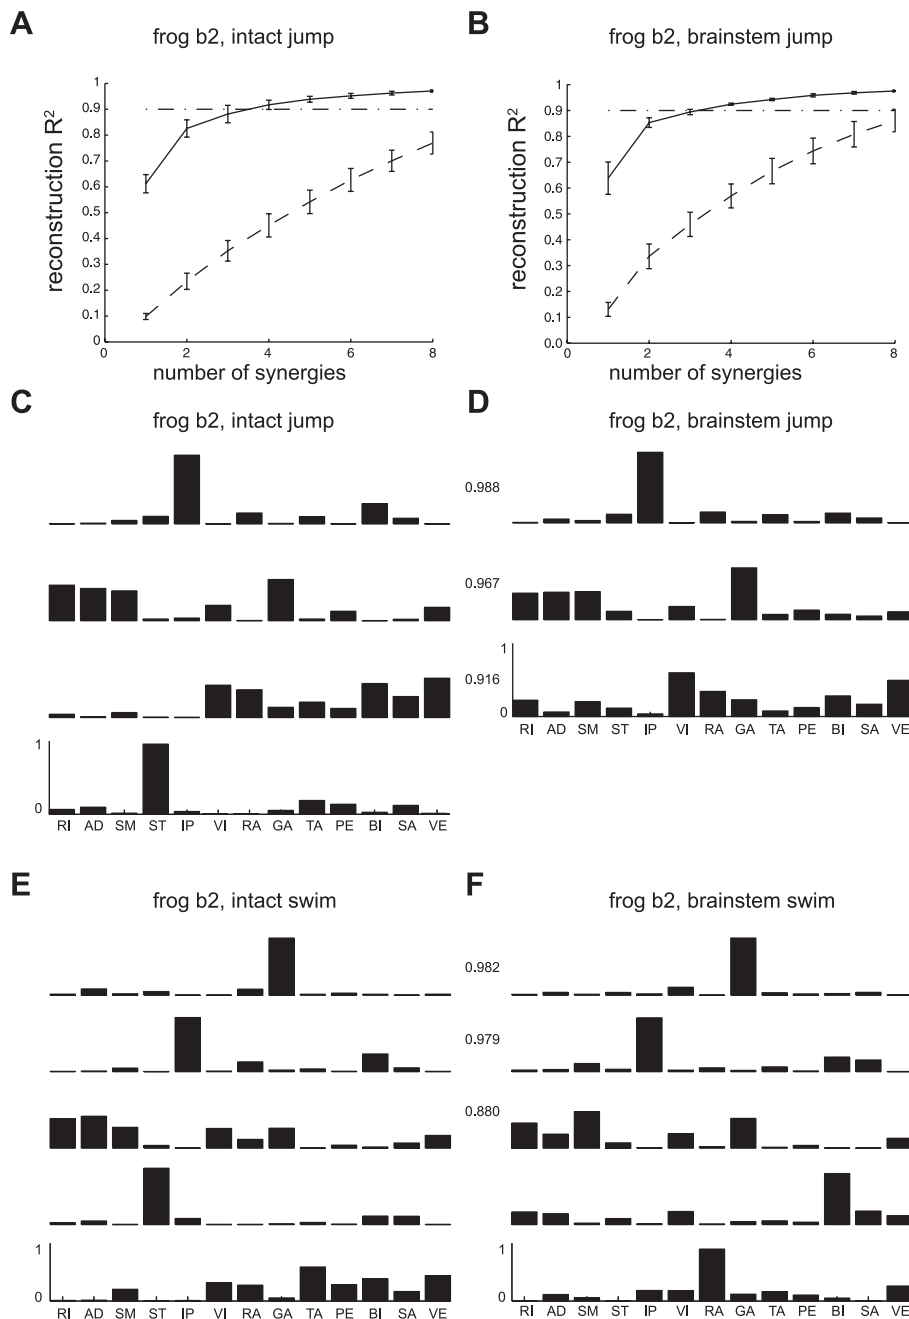 A
frog b2, intact jump
B
frog b2, brainstem jump
reconstruction R²
1
0.9
0.8
0.7
0.6
0.5
0.4
0.3
0.2
0.1
0
0 2 4 6 8
number of synergies
reconstruction R²
1
0.9
0.8
0.7
0.6
0.5
0.4
0.3
0.2
0.1
0.0
0 2 4 6 8
number of synergies
C
frog b2, intact jump
D
frog b2, brainstem jump
0.988
0.967
0.916
1
0
RI AD SM ST IP VI RA GA TA PE BI SA VE
1
0
RI AD SM ST IP VI RA GA TA PE BI SA VE
E
frog b2, intact swim
F
frog b2, brainstem swim
0.982
0.979
0.880
1
0
RI AD SM ST IP VI RA GA TA PE BI SA VE
1
0
RI AD SM ST IP VI RA GA TA PE BI SA VE